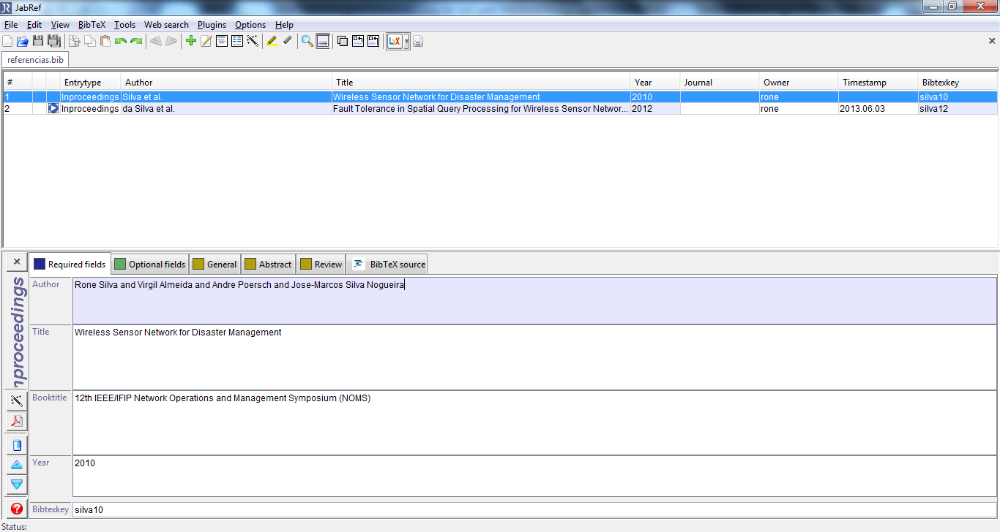 JR JabRef
File Edit View BibTeX Tools Web search Plugins Options Help
LyX
referencias.bib
# Entrytype Author Title Year Journal Owner Timestamp Bibtexkey
1 Inproceedings Silva et al. Wireless Sensor Network for Disaster Management 2010 rone silva10
2 Inproceedings da Silva et al. Fault Tolerance in Spatial Query Processing for Wireless Sensor Networ... 2012 rone 2013.06.03 silva12
Required fields Optional fields General Abstract Review BibTeX source
nproceedings
Author Rone Silva and Virgil Almeida and Andre Poersch and Jose-Marcos Silva Nogueira
Title Wireless Sensor Network for Disaster Management
Booktitle 12th IEEE/IFIP Network Operations and Management Symposium (NOMS)
Year 2010
Bibtexkey silva10
Status: